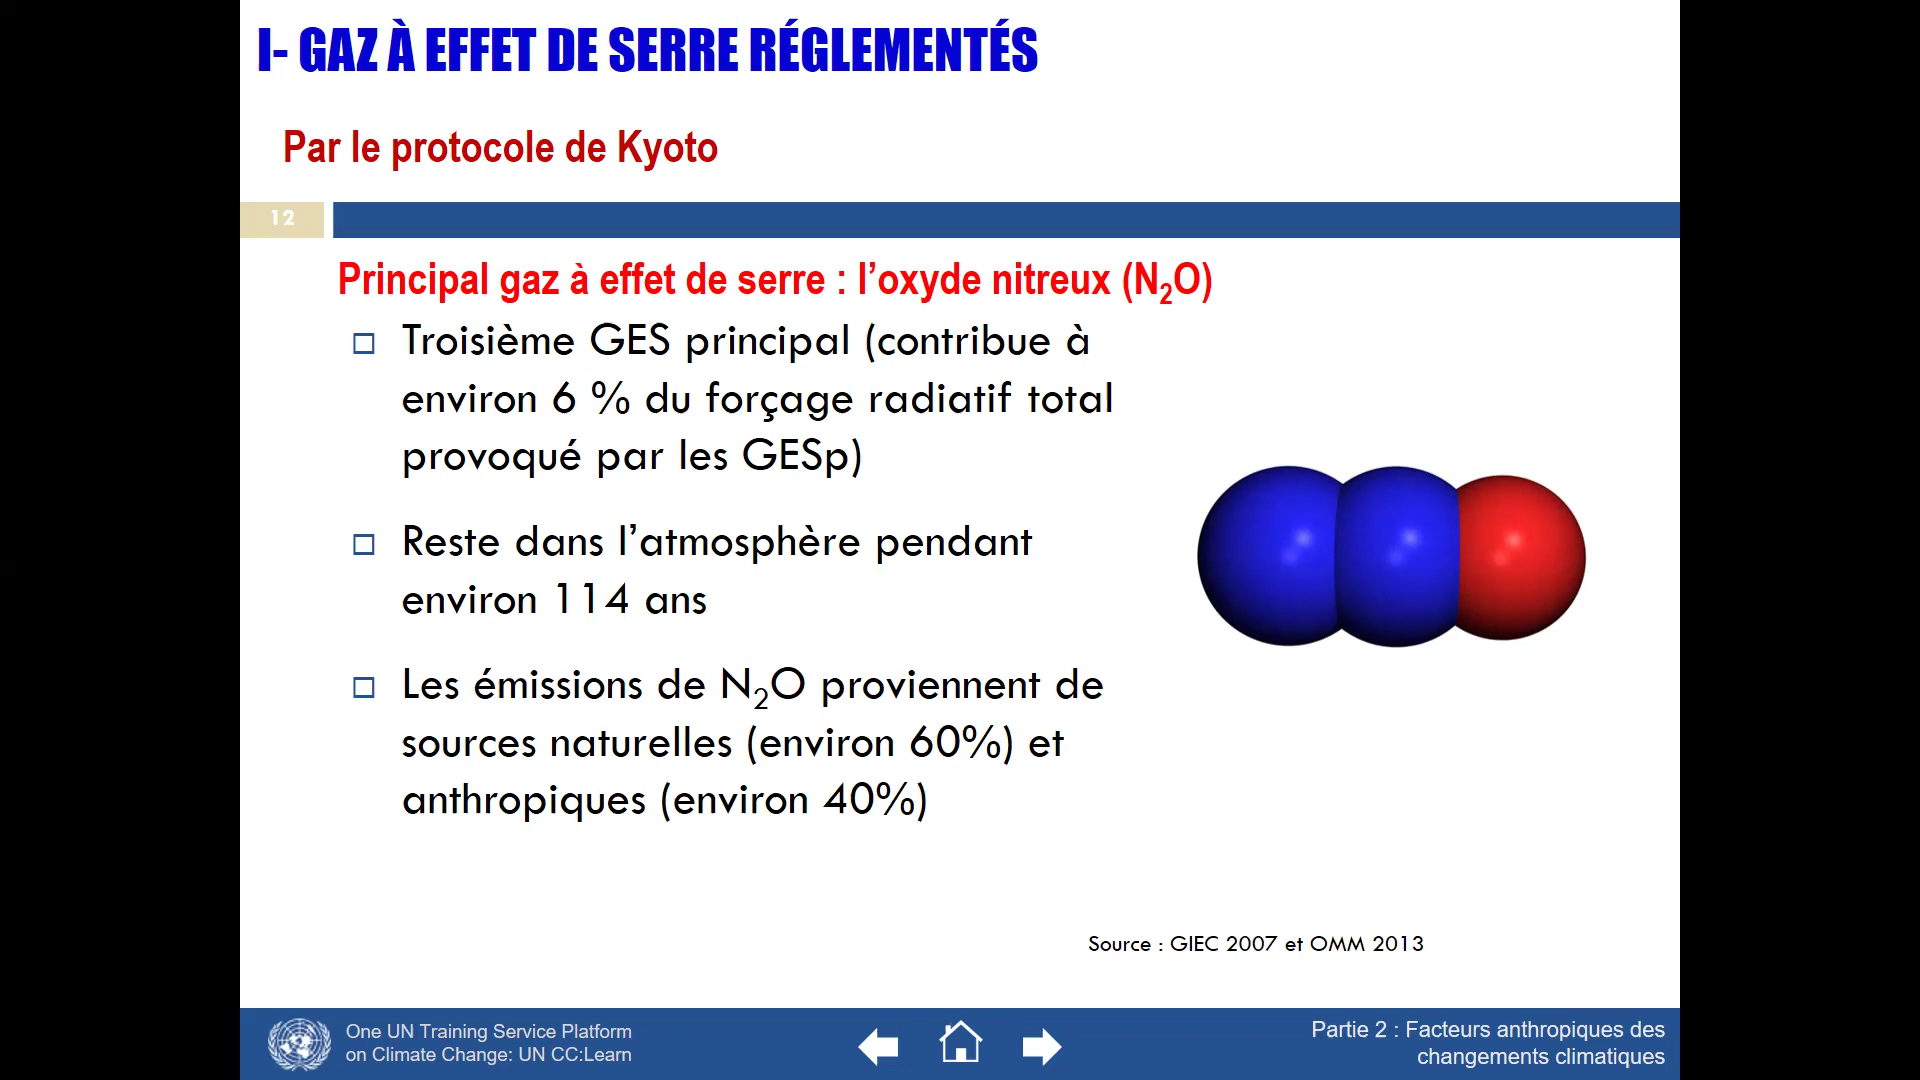 I- GAZ À EFFET DE SERRE RÉGLEMENTÉS
Par le protocole de Kyoto
12
Principal gaz à effet de serre : l’oxyde nitreux (N₂O)
Troisième GES principal (contribue à
environ 6 % du forçage radiatif total
provoqué par les GESp)
Reste dans l’atmosphère pendant
environ 114 ans
Les émissions de N₂O proviennent de
sources naturelles (environ 60%) et
anthropiques (environ 40%)
Source : GIEC 2007 et OMM 2013
One UN Training Service Platform
on Climate Change: UN CC:Learn
Partie 2 : Facteurs anthropiques des
changements climatiques